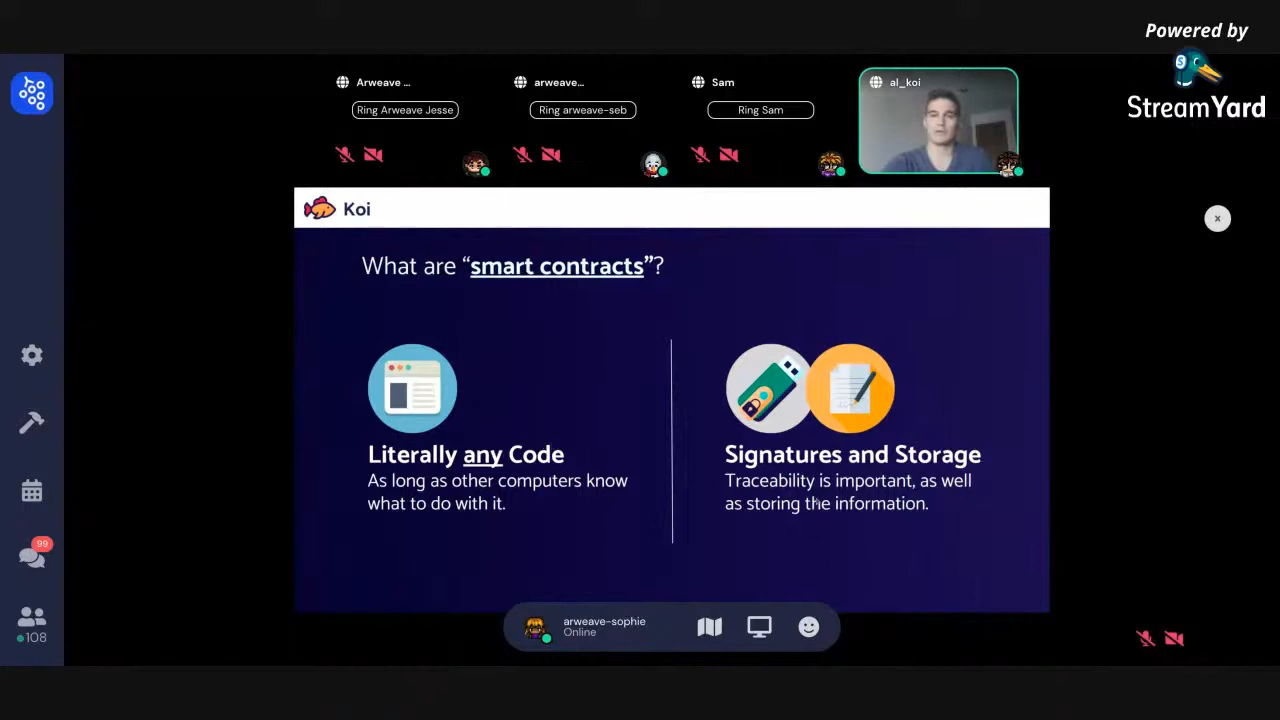 Powered by
StreamYard
Arweave ...
arweave...
Sam
al_koi
Ring Arweave Jesse
Ring arweave-seb
Ring Sam
Koi
×
What are “smart contracts”?
Literally any Code
As long as other computers know
what to do with it.
Signatures and Storage
Traceability is important, as well
as storing the information.
99
108
arweave-sophie
Online